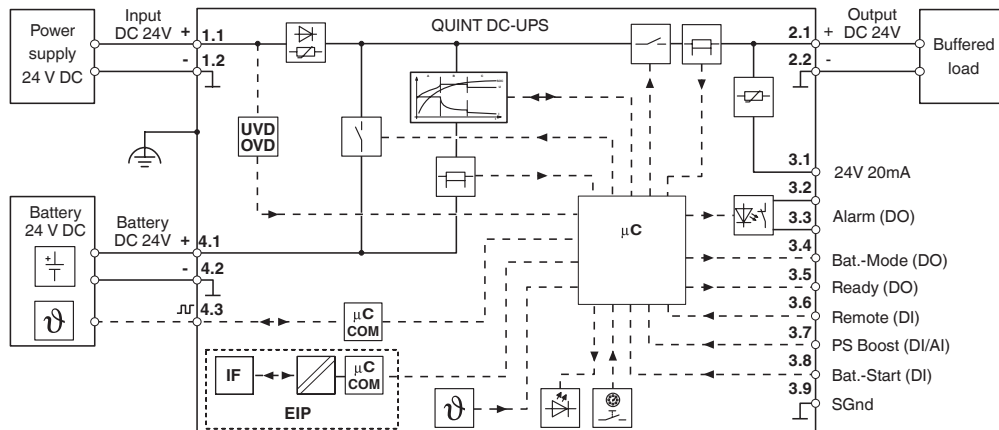 Power
supply
24 V DC
Input
DC 24V
+
-
1.1
1.2
QUINT DC-UPS
2.1
2.2
+
-
Output
DC 24V
Buffered
load
UVD
OVD
3.1
24V 20mA
3.2
3.3
Alarm (DO)
3.4
Bat.-Mode (DO)
3.5
Ready (DO)
3.6
Remote (DI)
3.7
PS Boost (DI/AI)
3.8
Bat.-Start (DI)
3.9
SGnd
µC
Battery
24 V DC
+
ϑ
Battery
DC 24V
+
-
4.1
4.2
4.3
µC
COM
IF
µC
COM
EIP
ϑ